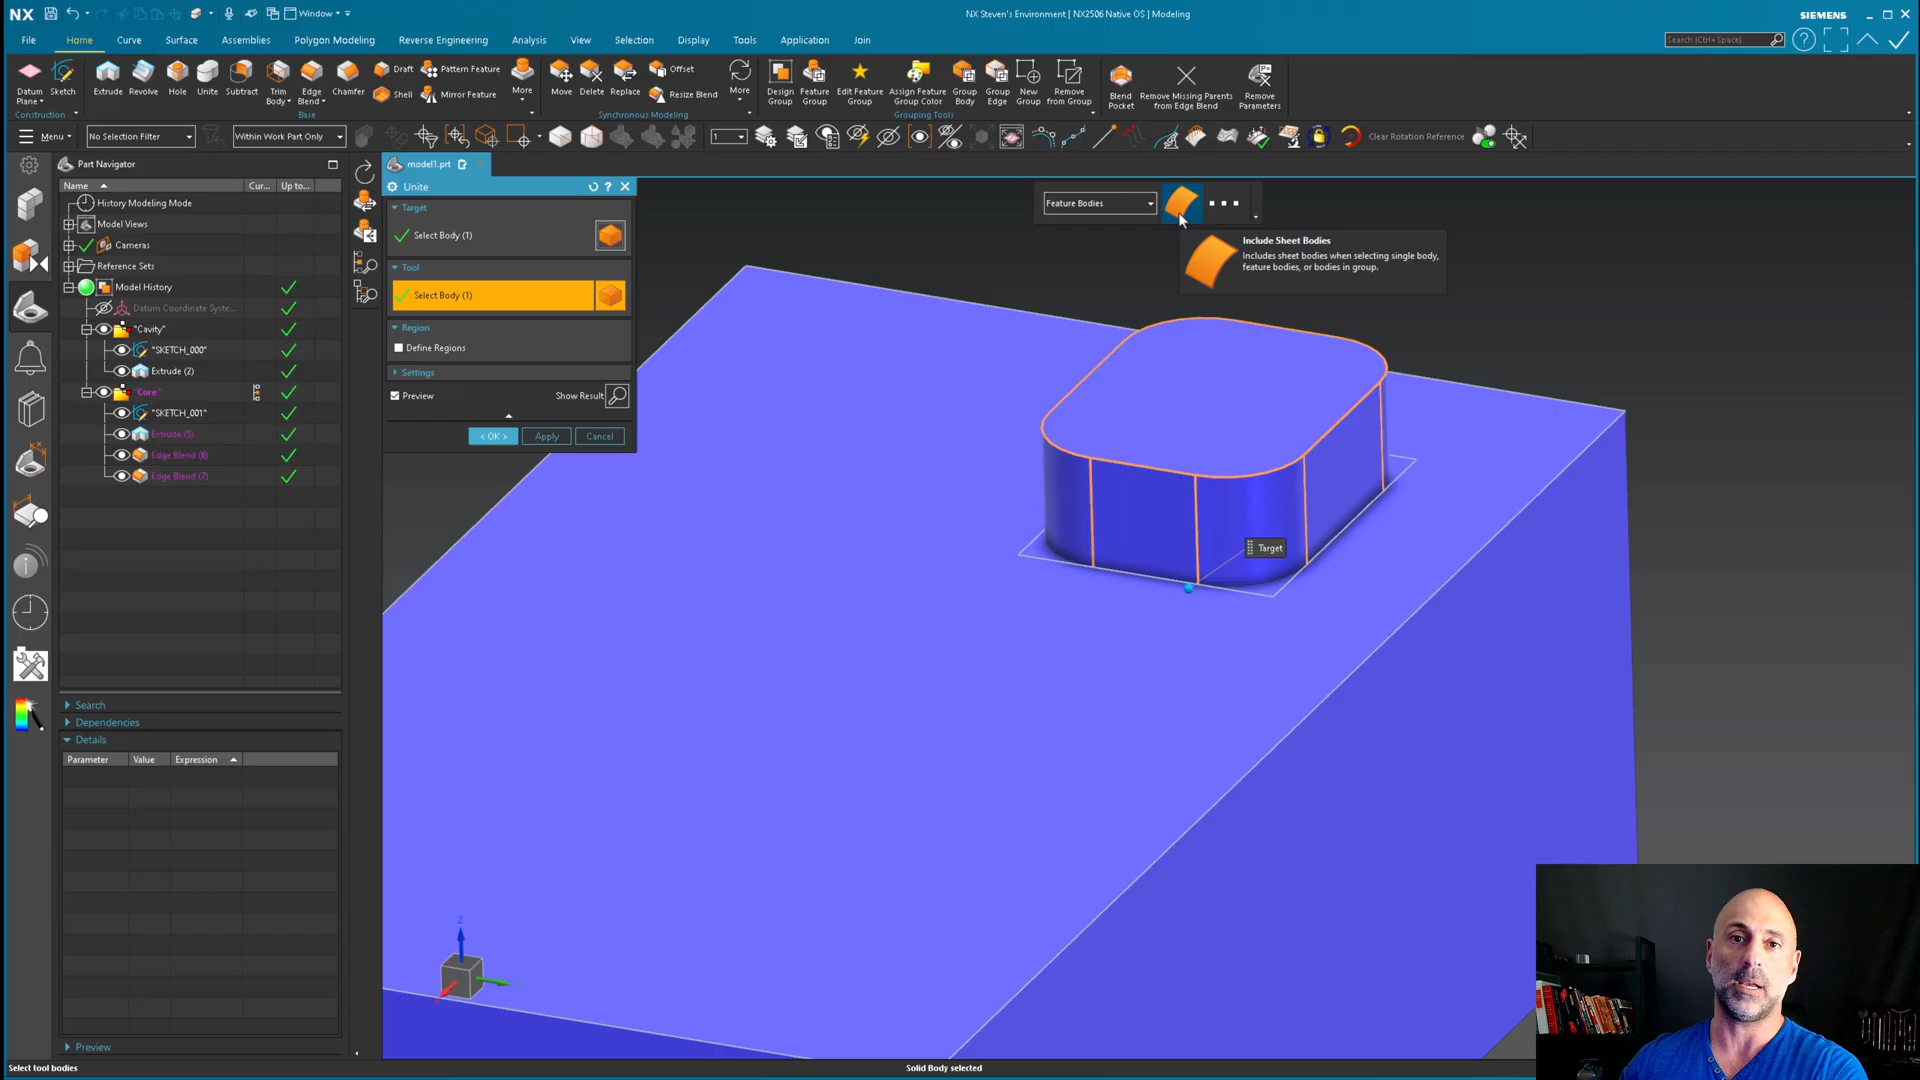 NX
Window
NX Steven's Environment [ NX2506 Native OS ] Modeling
SIEMENS
File
Home
Curve
Surface
Assemblies
Polygon Modeling
Reverse Engineering
Analysis
View
Selection
Display
Tools
Application
Join
Search (Ctrl+Space)
Datum Plane
Sketch
Extrude
Revolve
Hole
Unite
Subtract
Trim Body
Edge Blend
Chamfer
Draft
Shell
Pattern Feature
Mirror Feature
More
Move
Delete
Replace
Offset
Resize Blend
More
Design Group
Feature Group
Edit Feature Group
Assign Feature Group Color
Group Body
Group Edge
New Group
Remove from Group
Blend Pocket
Remove Missing Parents from Edge Blend
Remove Parameters
Construction
Base
Synchronous Modeling
Grouping Tools
Menu
No Selection Filter
Within Work Part Only
1
Clear Rotation Reference
Part Navigator
model1.prt
Name
Cur...
Up to...
History Modeling Mode
Model Views
Cameras
Reference Sets
Model History
Datum Coordinate Syste...
"Cavity"
"SKETCH_000"
Extrude (2)
"Core"
"SKETCH_001"
Extrude (5)
Edge Blend (6)
Edge Blend (7)
Search
Dependencies
Details
Parameter
Value
Expression
Preview
Unite
Target
Select Body (1)
Tool
Select Body (1)
Region
Define Regions
Settings
Preview
Show Result
< OK >
Apply
Cancel
Feature Bodies
Include Sheet Bodies
Includes sheet bodies when selecting single body,
feature bodies, or bodies in group.
Target
Z
Select tool bodies
Solid Body selected